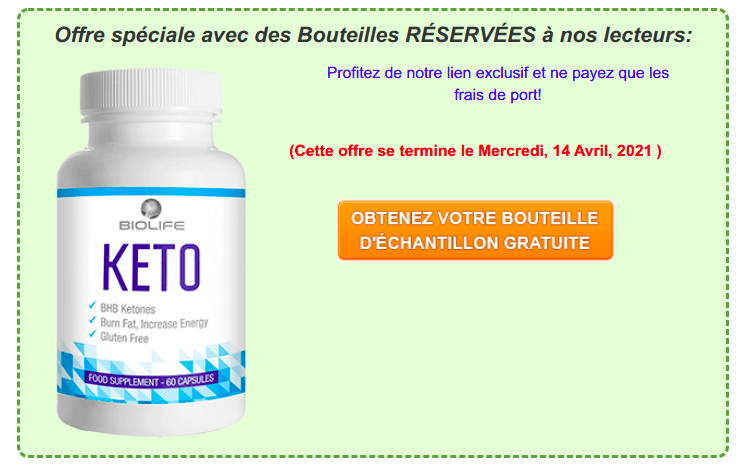 Offre spéciale avec des Bouteilles RÉSERVÉES à nos lecteurs:
Profitez de notre lien exclusif et ne payez que les
frais de port!
(Cette offre se termine le Mercredi, 14 Avril, 2021 )
OBTENEZ VOTRE BOUTEILLE
D'ÉCHANTILLON GRATUITE
BIOLIFE
KETO
BHB Ketones
Burn Fat, Increase Energy
Gluten Free
FOOD SUPPLEMENT - 60 CAPSULES